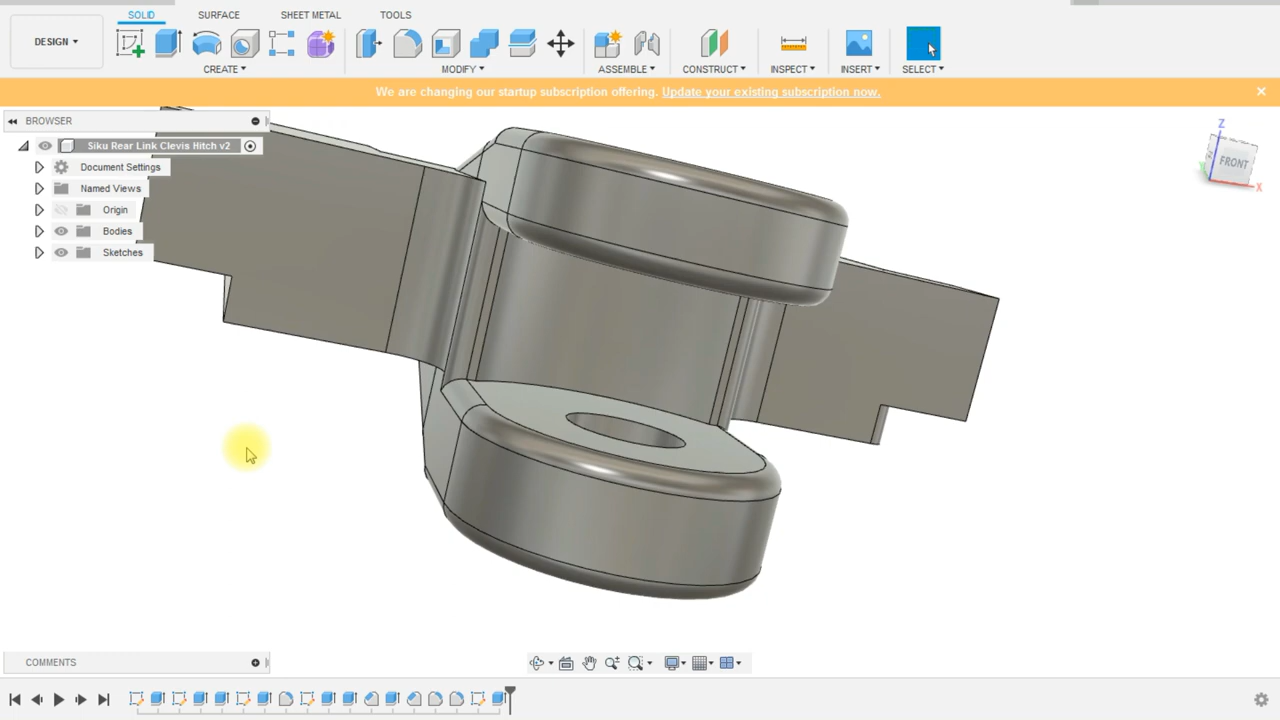 SOLID SURFACE SHEET METAL TOOLS
DESIGN
CREATE MODIFY ASSEMBLE CONSTRUCT INSPECT INSERT SELECT
We are changing our startup subscription offering. Update your existing subscription now.
BROWSER
Siku Rear Link Clevis Hitch v2
Document Settings
Named Views
Origin
Bodies
Sketches
Z
FRONT
X
COMMENTS